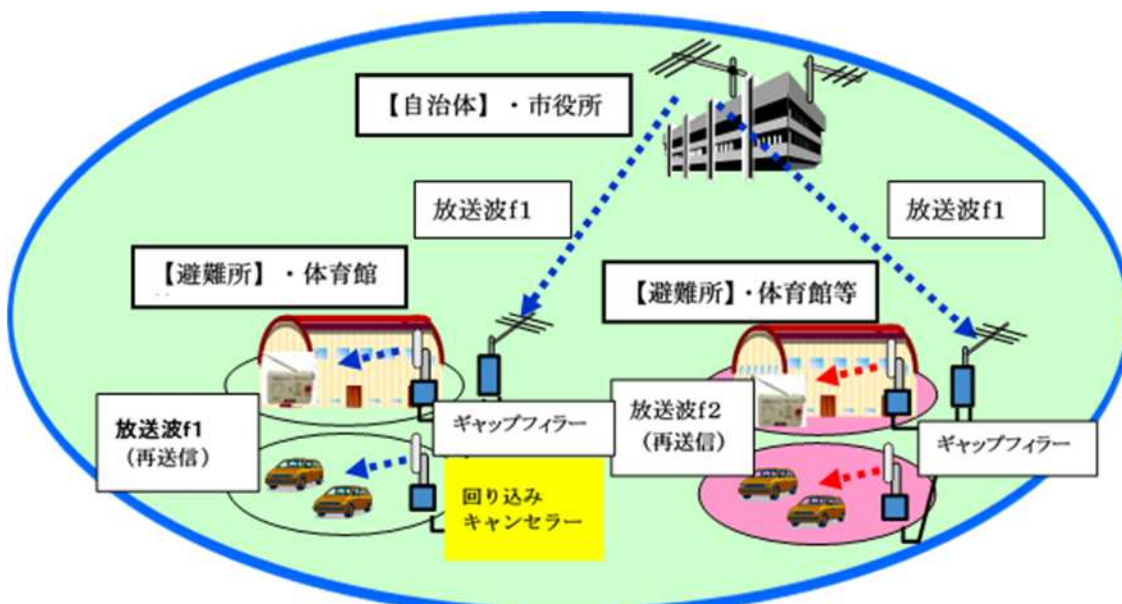 【自治体】・市役所
放送波f1
放送波f1
【避難所】・体育館
【避難所】・体育館等
放送波f1
（再送信）
ギャップフィラー
放送波f2
（再送信）
ギャップフィラー
回り込み
キャンセラー